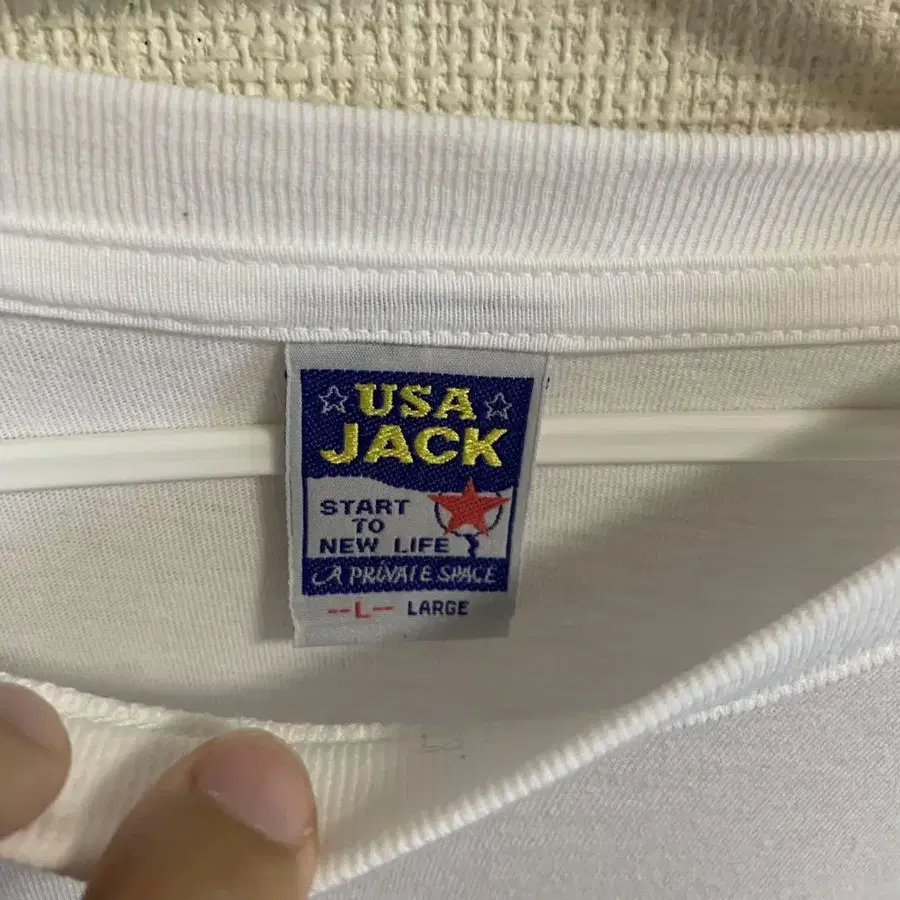 USA
JACK
START
TO
NEW LIFE
A PRIVATE SPACE
--L-- LARGE